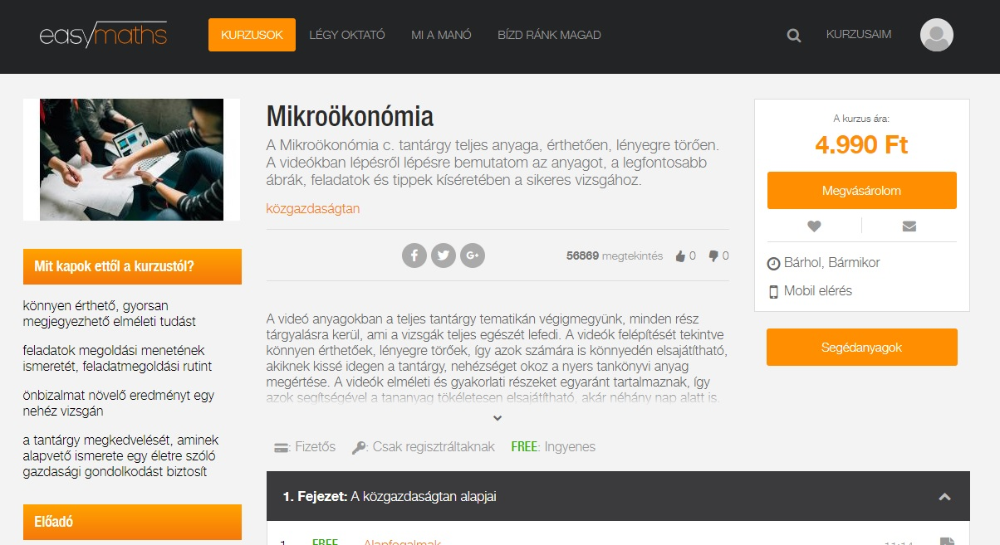 easymaths
KURZUSOK
LÉGY OKTATÓ
MI A MANÓ
BÍZD RÁNK MAGAD
KURZUSAIM
Mikroökonómia
A Mikroökonómia c. tantárgy teljes anyaga, érthetően, lényegre törően.
A videókban lépésről lépésre bemutatom az anyagot, a legfontosabb
ábrák, feladatok és tippek kíséretében a sikeres vizsgához.
közgazdaságtan
56869 megtekintés
0
0
A kurzus ára:
4.990 Ft
Megvásárolom
Bárhol, Bármikor
Mobil elérés
Segédanyagok
Mit kapok ettől a kurzustól?
könnyen érthető, gyorsan
megjegyezhető elméleti tudást
feladatok megoldási menetének
ismeretét, feladatmegoldási rutint
önbizalmat növelő eredményt egy
nehéz vizsgán
a tantárgy megkedvelését, aminek
alapvető ismerete egy életre szóló
gazdasági gondolkodást biztosít
Előadó
A videó anyagokban a teljes tantárgy tematikán végigmegyünk, minden rész
tárgyalásra kerül, ami a vizsgák teljes egészét lefedi. A videók felépítését tekintve
könnyen érthetőek, lényegre törőek, így azok számára is könnyedén elsajátítható,
akiknek kissé idegen a tantárgy, nehézséget okoz a nyers tankönyvi anyag
megértése. A videók elméleti és gyakorlati részeket egyaránt tartalmaznak, így
azok segítségével a tananyag tökéletesen elsajátítható, akár néhány nap alatt is.
: Fizetős
: Csak regisztráltaknak
FREE: Ingyenes
1. Fejezet: A közgazdaságtan alapjai
1. FREE Alapfogalmak